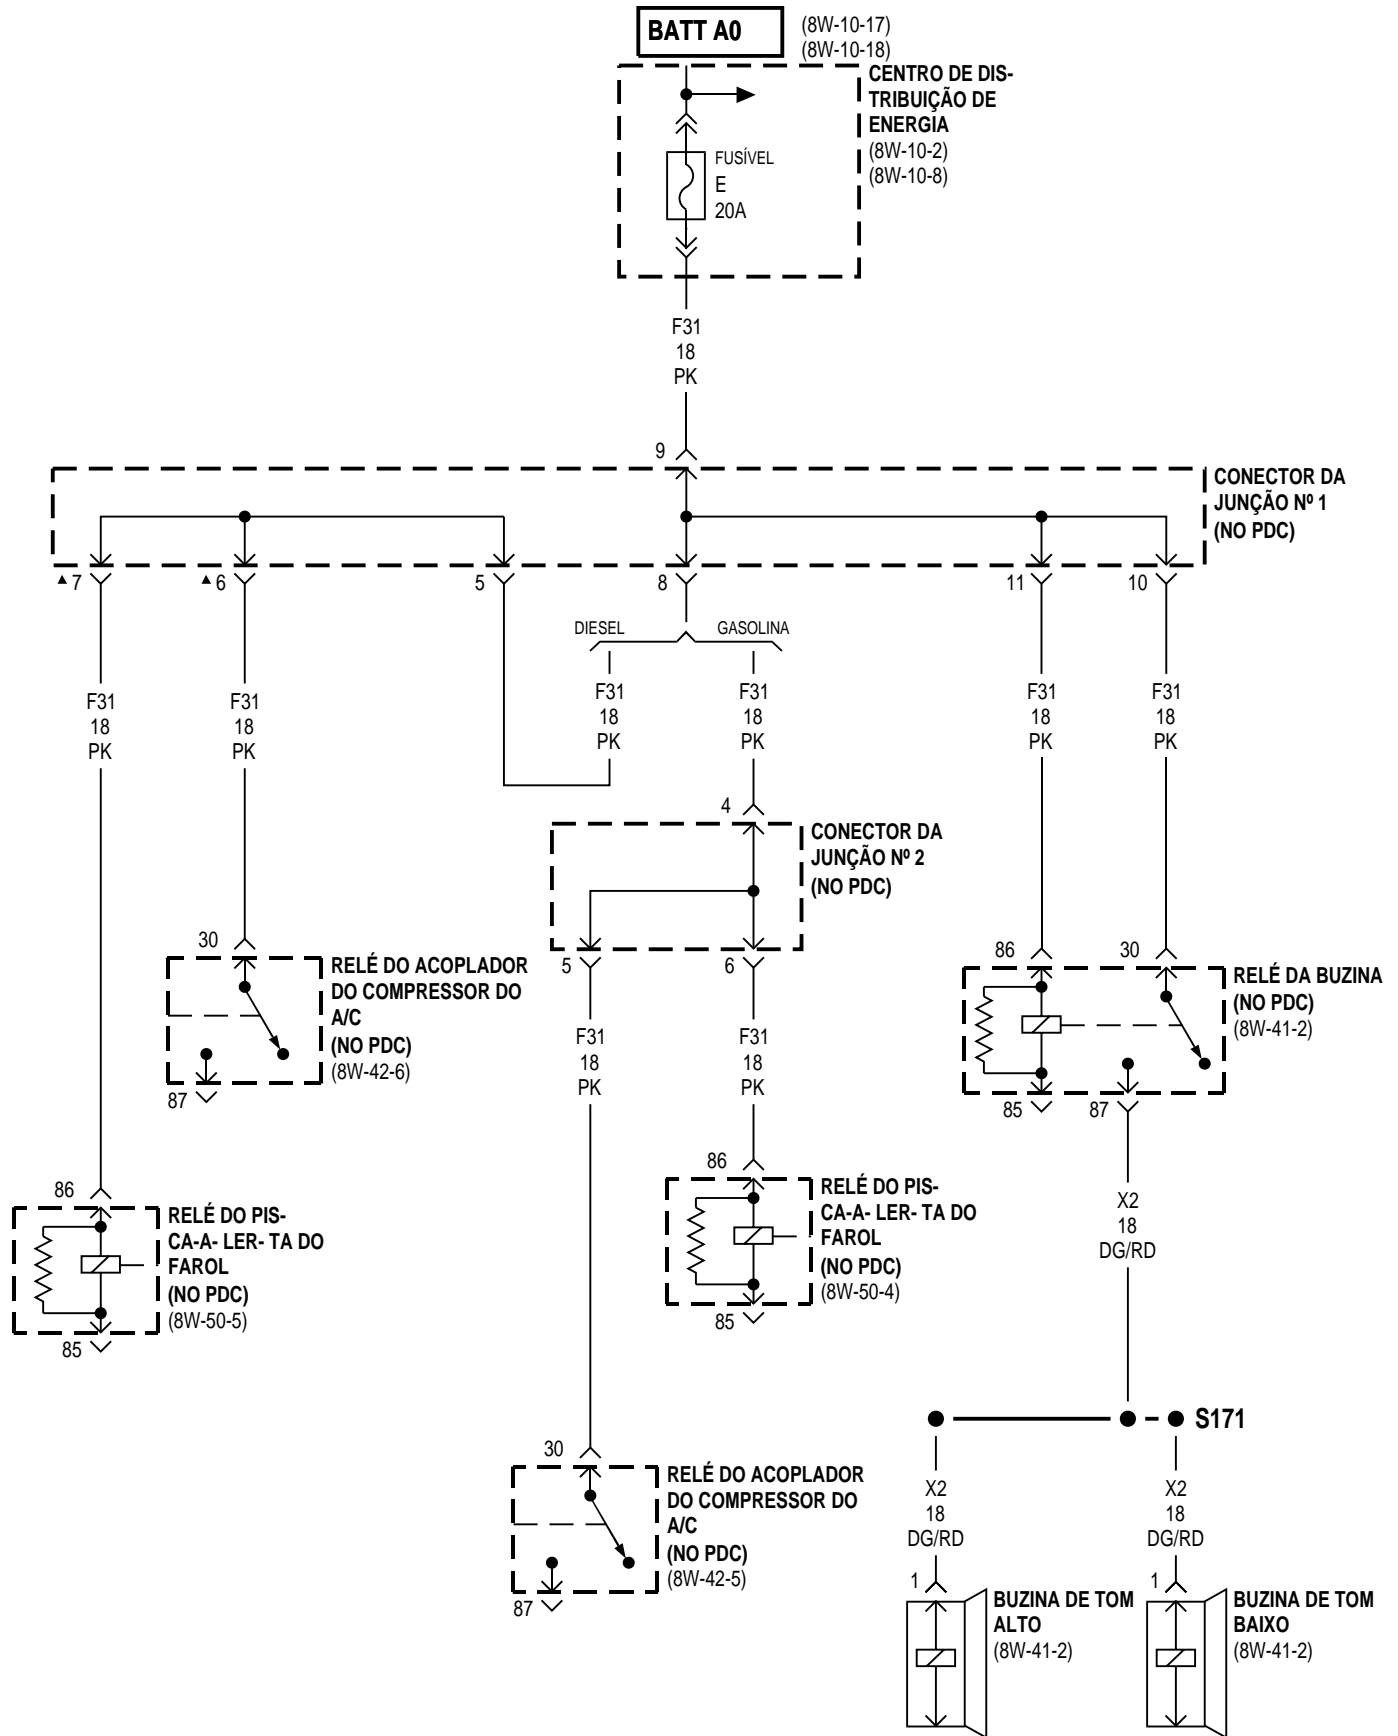 BATT A0
(8W-10-17)
(8W-10-18)
CENTRO DE DIS-
TRIBUIÇÃO DE
ENERGIA
(8W-10-2)
(8W-10-8)
FUSÍVEL
E
20A
F31
18
PK
9
CONECTOR DA
JUNÇÃO Nº 1
(NO PDC)
▲ 7
▲ 6
5
8
11
10
DIESEL
GASOLINA
F31
18
PK
F31
18
PK
F31
18
PK
F31
18
PK
F31
18
PK
F31
18
PK
4
CONECTOR DA
JUNÇÃO Nº 2
(NO PDC)
5
6
30
RELÉ DO ACOPLADOR
DO COMPRESSOR DO
A/C
(NO PDC)
(8W-42-6)
87
86
30
RELÉ DA BUZINA
(NO PDC)
(8W-41-2)
85
87
F31
18
PK
F31
18
PK
86
RELÉ DO PIS-
CA-A- LER- TA DO
FAROL
(NO PDC)
(8W-50-5)
85
86
RELÉ DO PIS-
CA-A- LER- TA DO
FAROL
(NO PDC)
(8W-50-4)
85
X2
18
DG/RD
S171
30
RELÉ DO ACOPLADOR
DO COMPRESSOR DO
A/C
(NO PDC)
(8W-42-5)
87
X2
18
DG/RD
X2
18
DG/RD
1
BUZINA DE TOM
ALTO
(8W-41-2)
1
BUZINA DE TOM
BAIXO
(8W-41-2)